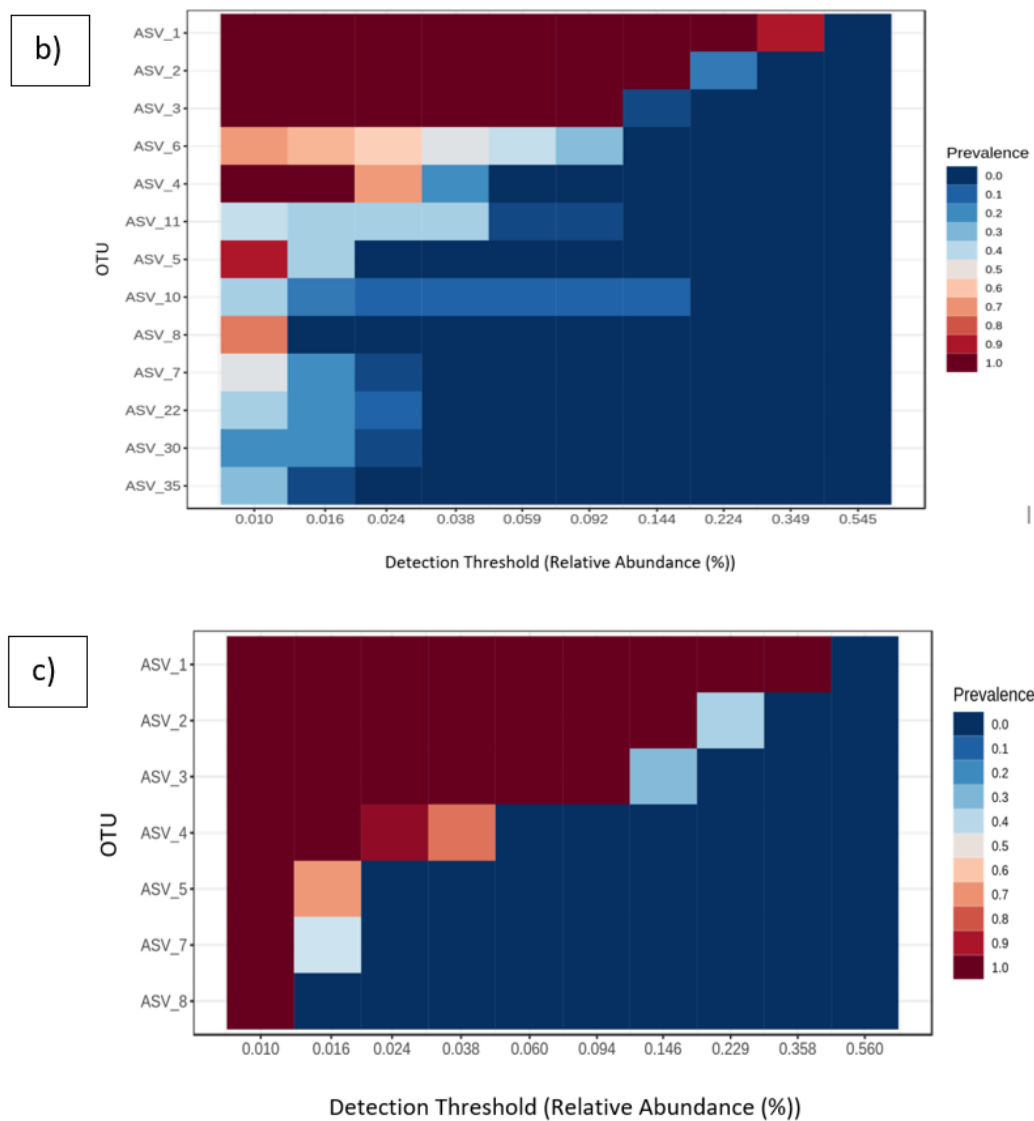 b)
ASV_1
ASV_2
ASV_3
ASV_6
ASV_4
ASV_11
ASV_5
ASV_10
ASV_8
ASV_7
ASV_22
ASV_30
ASV_35
OTU
0.010 0.016 0.024 0.038 0.059 0.092 0.144 0.224 0.349 0.545
Detection Threshold (Relative Abundance (%))
Prevalence
0.0
0.1
0.2
0.3
0.4
0.5
0.6
0.7
0.8
0.9
1.0
c)
ASV_1
ASV_2
ASV_3
ASV_4
ASV_5
ASV_7
ASV_8
OTU
0.010 0.016 0.024 0.038 0.060 0.094 0.146 0.229 0.358 0.560
Detection Threshold (Relative Abundance (%))
Prevalence
0.0
0.1
0.2
0.3
0.4
0.5
0.6
0.7
0.8
0.9
1.0